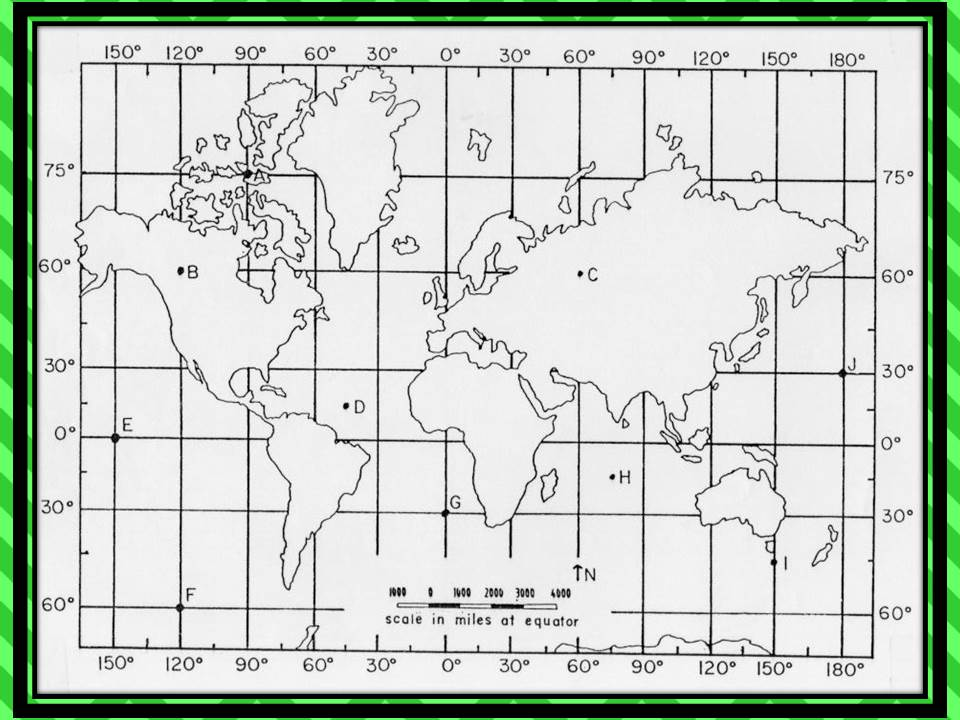 150° 120° 90° 60° 30° 0° 30° 60° 90° 120° 150° 180°
75° A 75°
60° B C 60°
30° J 30°
D
E
0° 0°
H
G
30° 30°
I
N
F
1000 0 1000 2000 3000 4000
60° 60°
scale in miles at equator
150° 120° 90° 60° 30° 0° 30° 60° 90° 120° 150° 180°